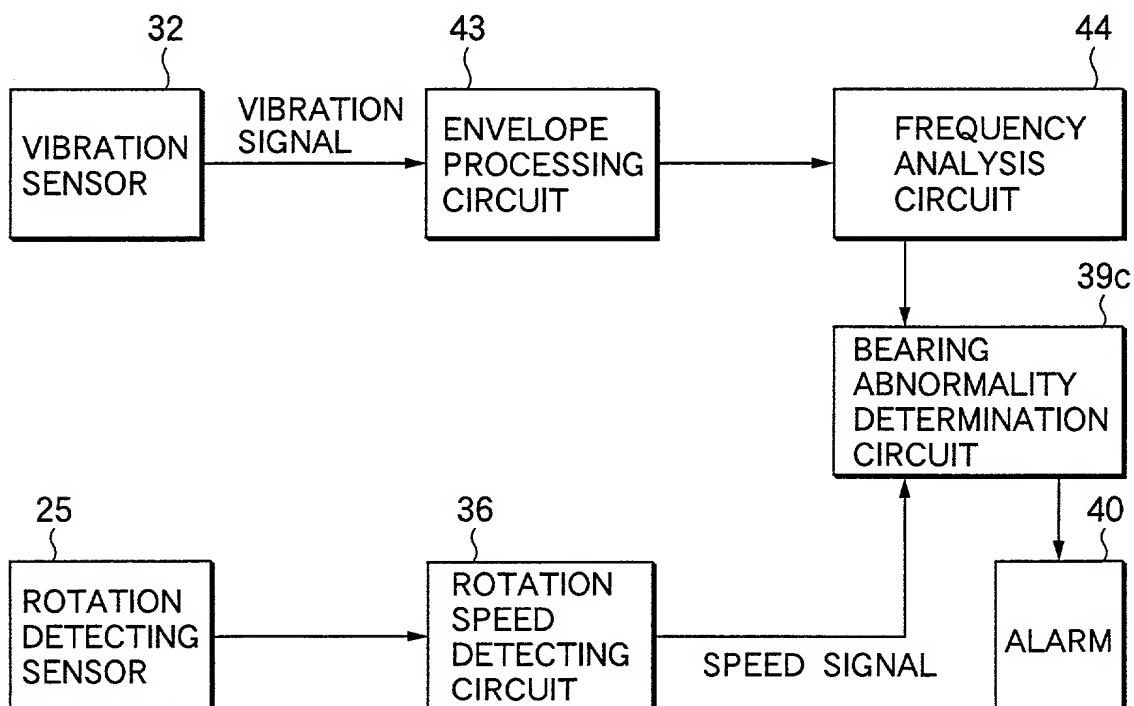 32
43
44
VIBRATION
SENSOR
VIBRATION
SIGNAL
ENVELOPE
PROCESSING
CIRCUIT
FREQUENCY
ANALYSIS
CIRCUIT
39c
BEARING
ABNORMALITY
DETERMINATION
CIRCUIT
25
36
40
ROTATION
DETECTING
SENSOR
ROTATION
SPEED
DETECTING
CIRCUIT
SPEED SIGNAL
ALARM